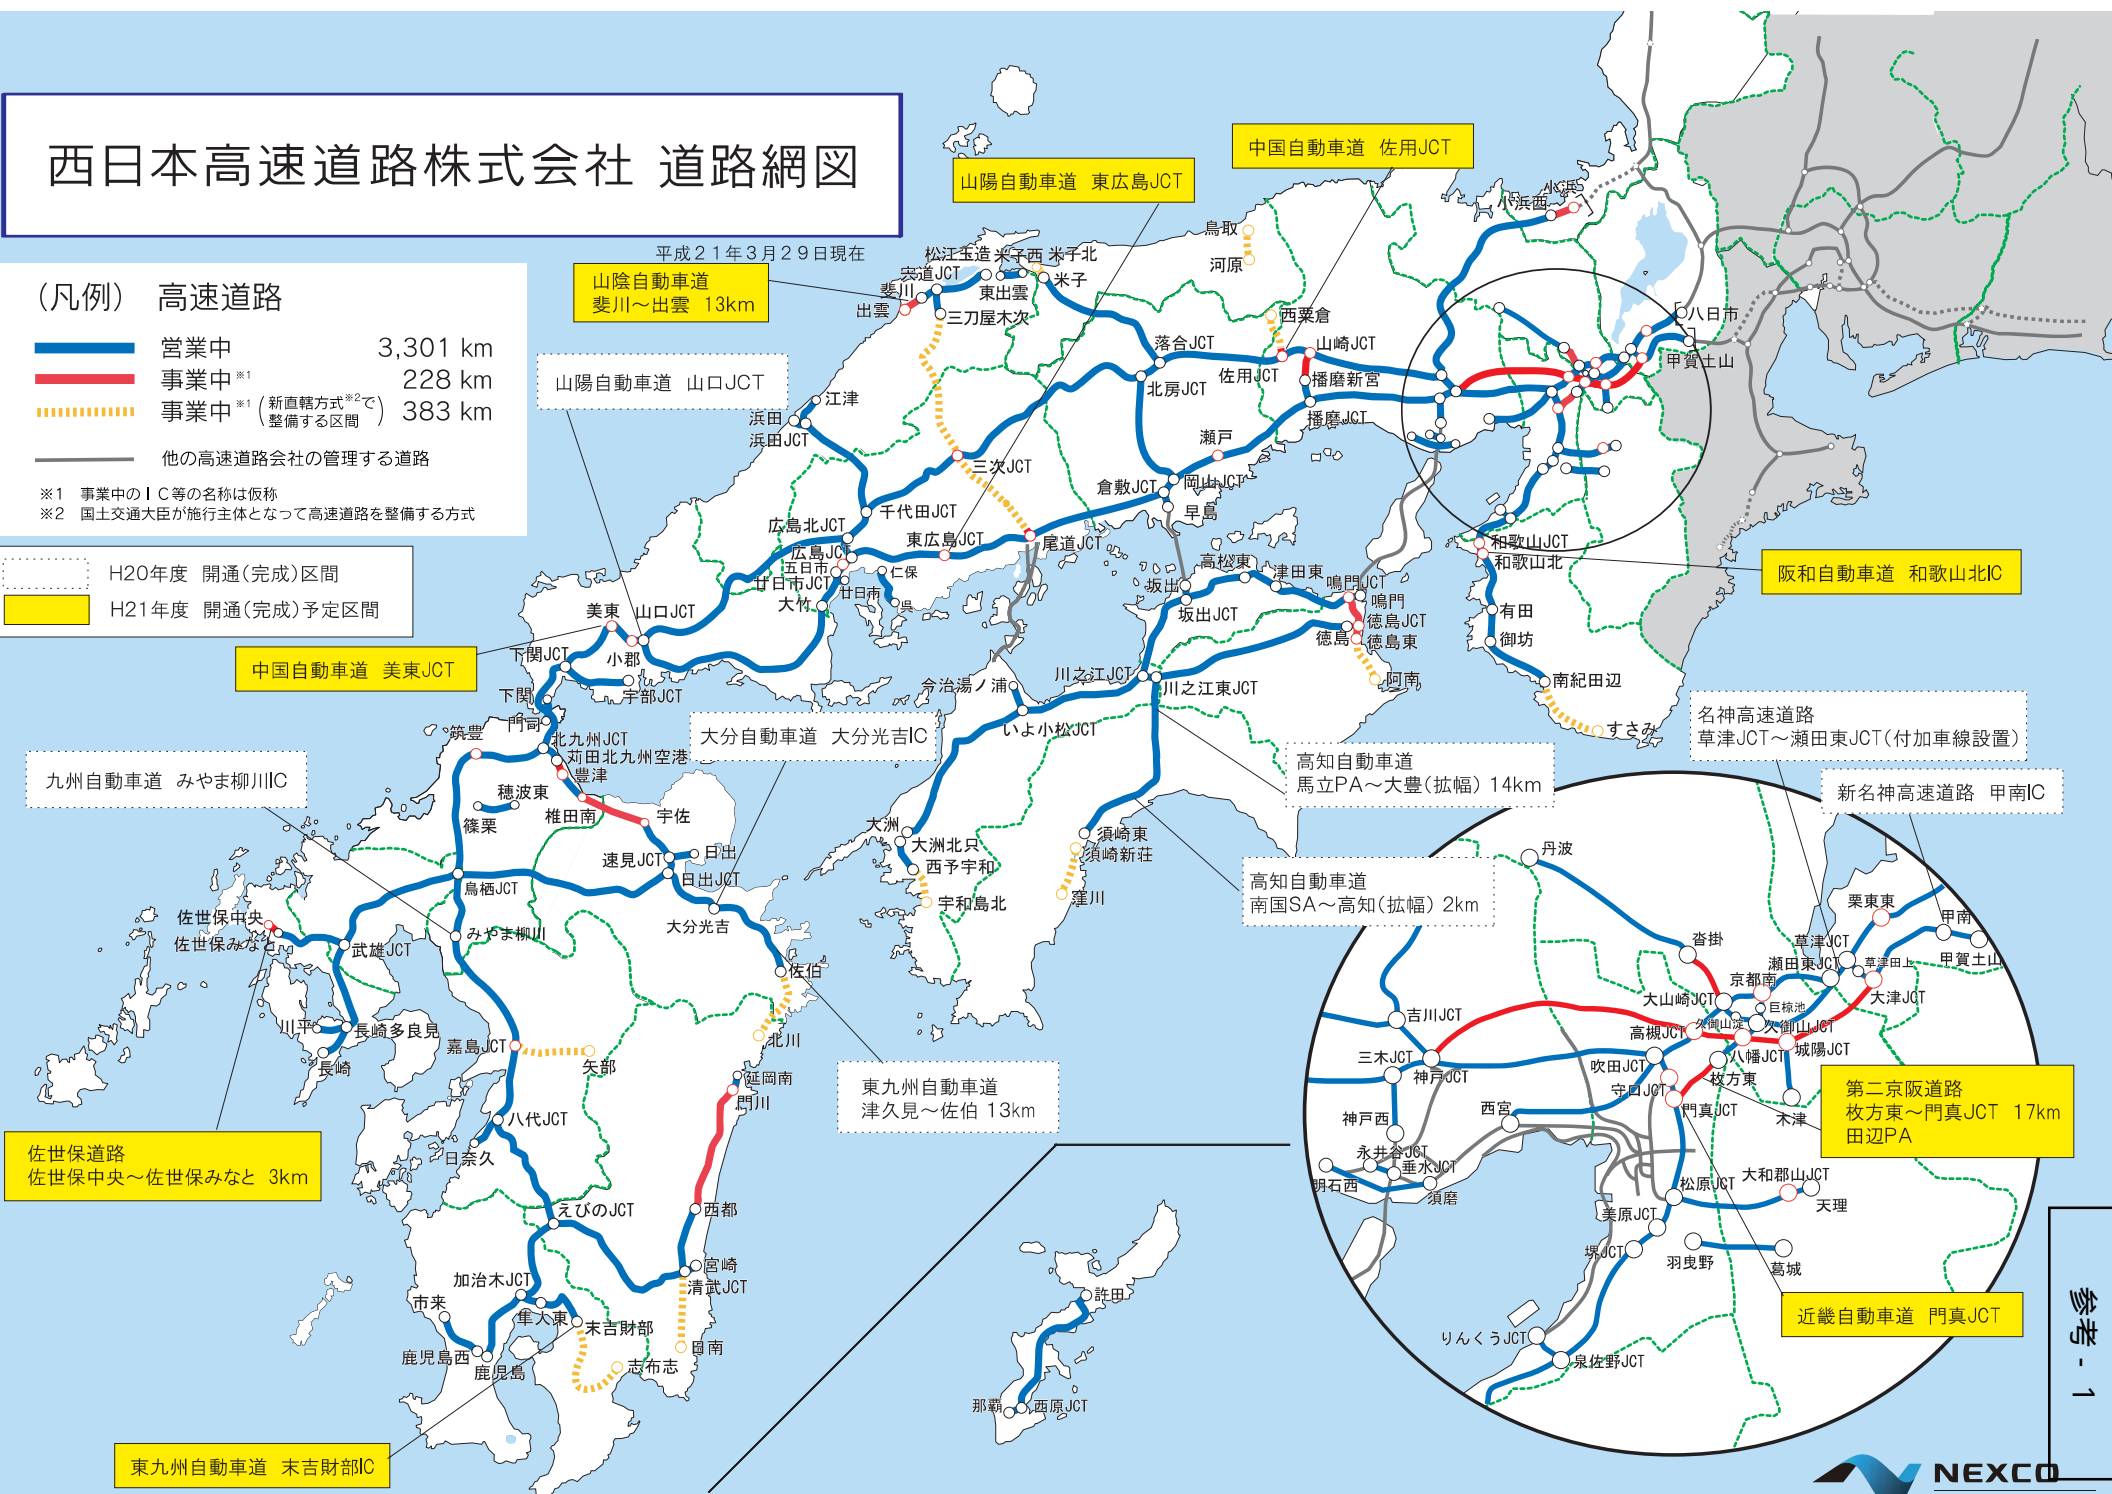 西日本高速道路株式会社 道路網図
平成21年3月29日現在
(凡例) 高速道路
営業中 3,301 km
事業中※1 228 km
事業中※1 (新直轄方式※2で整備する区間) 383 km
他の高速道路会社の管理する道路
※1 事業中のＩＣ等の名称は仮称
※2 国土交通大臣が施行主体となって高速道路を整備する方式
H20年度 開通(完成)区間
H21年度 開通(完成)予定区間
中国自動車道 佐用JCT
山陽自動車道 東広島JCT
山陰自動車道
斐川～出雲 13km
山陽自動車道 山口JCT
阪和自動車道 和歌山北IC
中国自動車道 美東JCT
大分自動車道 大分光吉IC
九州自動車道 みやま柳川IC
高知自動車道
馬立PA～大豊(拡幅) 14km
高知自動車道
南国SA～高知(拡幅) 2km
名神高速道路
草津JCT～瀬田東JCT(付加車線設置)
新名神高速道路 甲南IC
東九州自動車道
津久見～佐伯 13km
佐世保道路
佐世保中央～佐世保みなと 3km
東九州自動車道 末吉財部IC
第二京阪道路
枚方東～門真JCT 17km
田辺PA
近畿自動車道 門真JCT
小浜
小浜西
鳥取
河原
松江玉造
米子西
米子北
宍道JCT
東出雲
米子
斐川
出雲
三刀屋木次
西粟倉
八日市
甲賀土山
落合JCT
佐用JCT
山崎JCT
播磨新宮
北房JCT
播磨JCT
江津
浜田
浜田JCT
瀬戸
三次JCT
倉敷JCT
岡山JCT
早島
千代田JCT
広島北JCT
広島JCT
東広島JCT
尾道JCT
五日市
廿日市JCT
廿日市
仁保
呉
大竹
高松東
津田東
鳴門JCT
鳴門
坂出
坂出JCT
徳島JCT
徳島
徳島東
阿南
和歌山JCT
和歌山北
有田
御坊
南紀田辺
すさみ
美東
山口JCT
小郡
下関JCT
宇部JCT
下関
門司
今治湯ノ浦
川之江JCT
川之江東JCT
いよ小松JCT
筑豊
北九州JCT
苅田北九州空港
豊津
穂波東
篠栗
椎田南
宇佐
速見JCT
日出
日出JCT
鳥栖JCT
大分光吉
大洲
大洲北只
西予宇和
宇和島北
須崎東
須崎新荘
窪川
佐世保中央
佐世保みなと
武雄JCT
みやま柳川
佐伯
北川
川平
長崎多良見
長崎
嘉島JCT
矢部
延岡南
門川
八代JCT
日奈久
えびのJCT
西都
宮崎
清武JCT
加治木JCT
市来
隼人東
末吉財部
鹿児島西
鹿児島
日南
志布志
許田
那覇
西原JCT
丹波
栗東東
甲南
沓掛
草津JCT
瀬田東JCT
草津田上
甲賀土山
京都南
大津JCT
大山崎JCT
巨椋池
吉川JCT
高槻JCT
久御山淀
久御山JCT
三木JCT
神戸JCT
吹田JCT
八幡JCT
城陽JCT
守口JCT
枚方東
西宮
門真JCT
木津
神戸西
永井谷JCT
垂水JCT
明石西
須磨
松原JCT
大和郡山JCT
天理
美原JCT
堺JCT
羽曳野
葛城
りんくうJCT
泉佐野JCT
参考-1
NEXCO